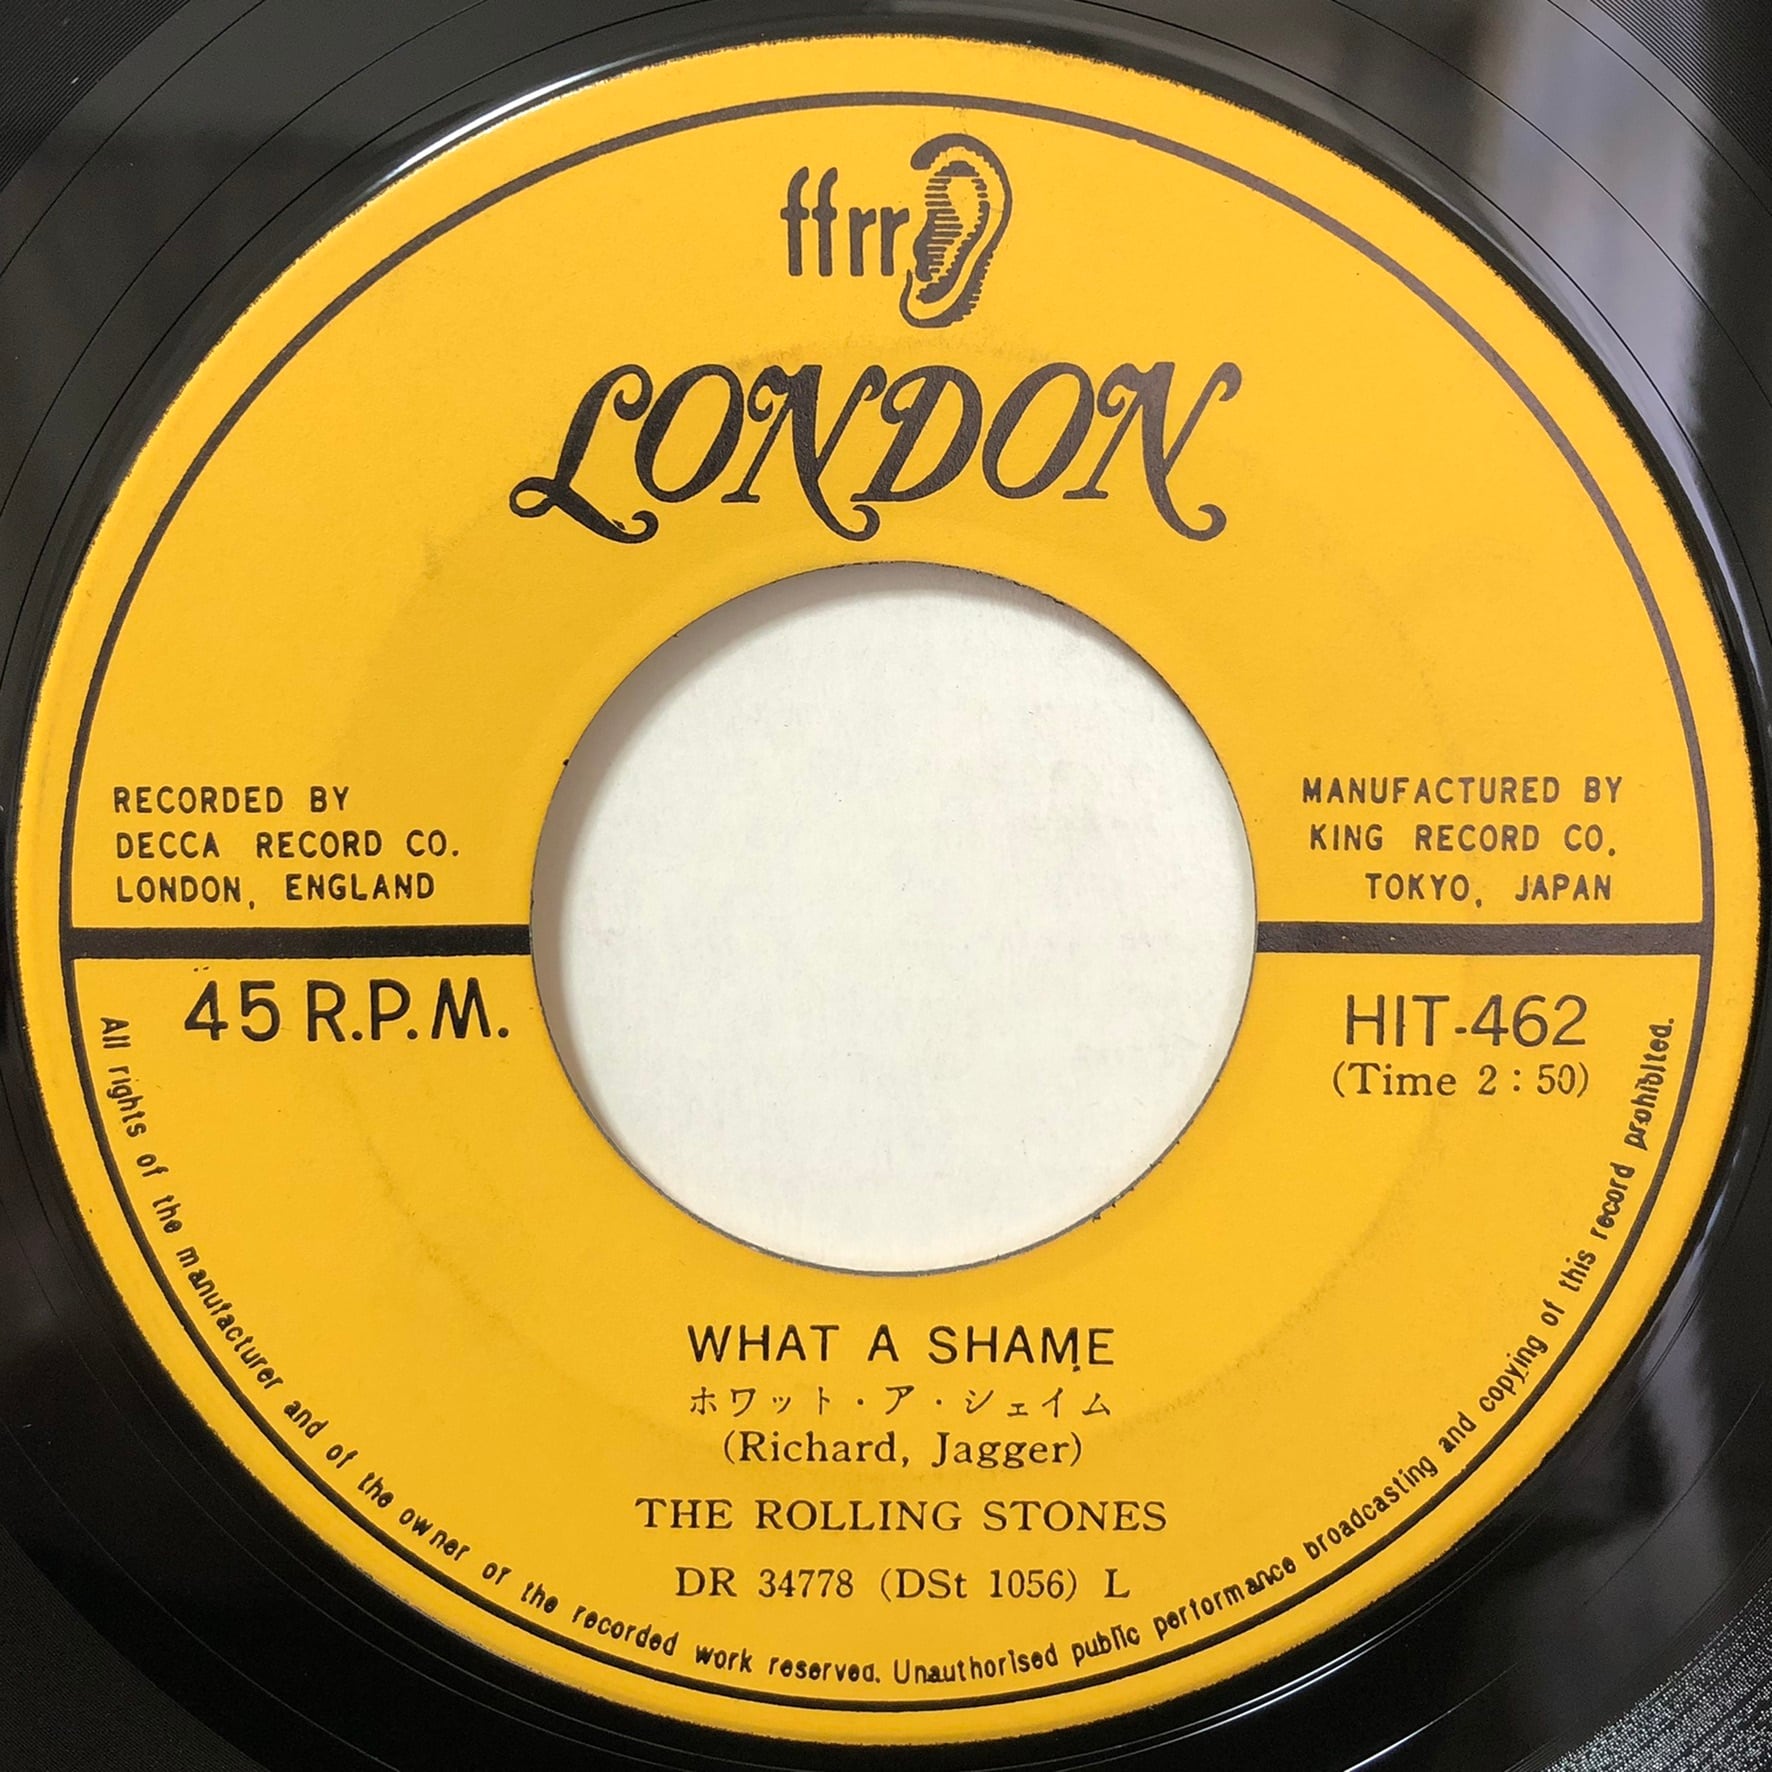 ffrr
LONDON
RECORDED BY
DECCA RECORD CO.
LONDON, ENGLAND
MANUFACTURED BY
KING RECORD CO.
TOKYO, JAPAN
45 R.P.M.
HIT-462
(Time 2:50)
WHAT A SHAME
ホワット・ア・シェイム
(Richard, Jagger)
THE ROLLING STONES
DR 34778 (DSt 1056) L
All rights of the manufacturer and of the owner of the recorded work reserved. Unauthorised public performance broadcasting and copying of this record prohibited.